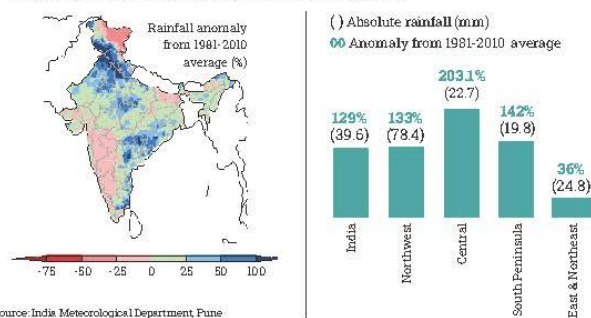 Rainfall anomaly
from 1981-2010
average (%)
-75 -50 -25 0 25 50 100
( ) Absolute rainfall (mm)
00 Anomaly from 1981-2010 average
129%
(39.6)
133%
(78.4)
203.1%
(22.7)
142%
(19.8)
36%
(24.8)
India
Northwest
Central
South Peninsula
East & Northeast
ource: India Meteorological Department, Pune